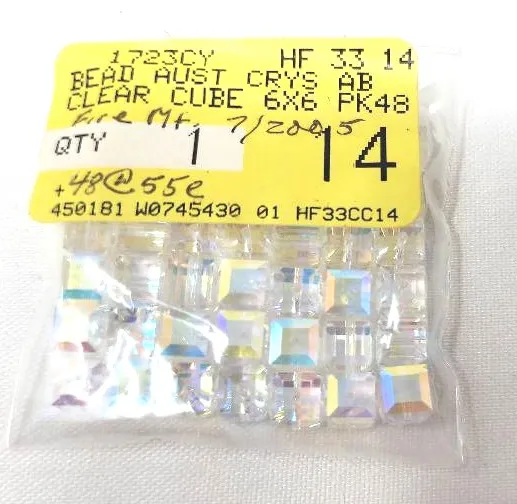 1723CY HF 33 14
BEAD AUST CRYS AB
CLEAR CUBE 6X6 PK48
Fire Mt. 7/2005
QTY 1 14
+48@55¢
450181 W0745430 01 HF33CC14